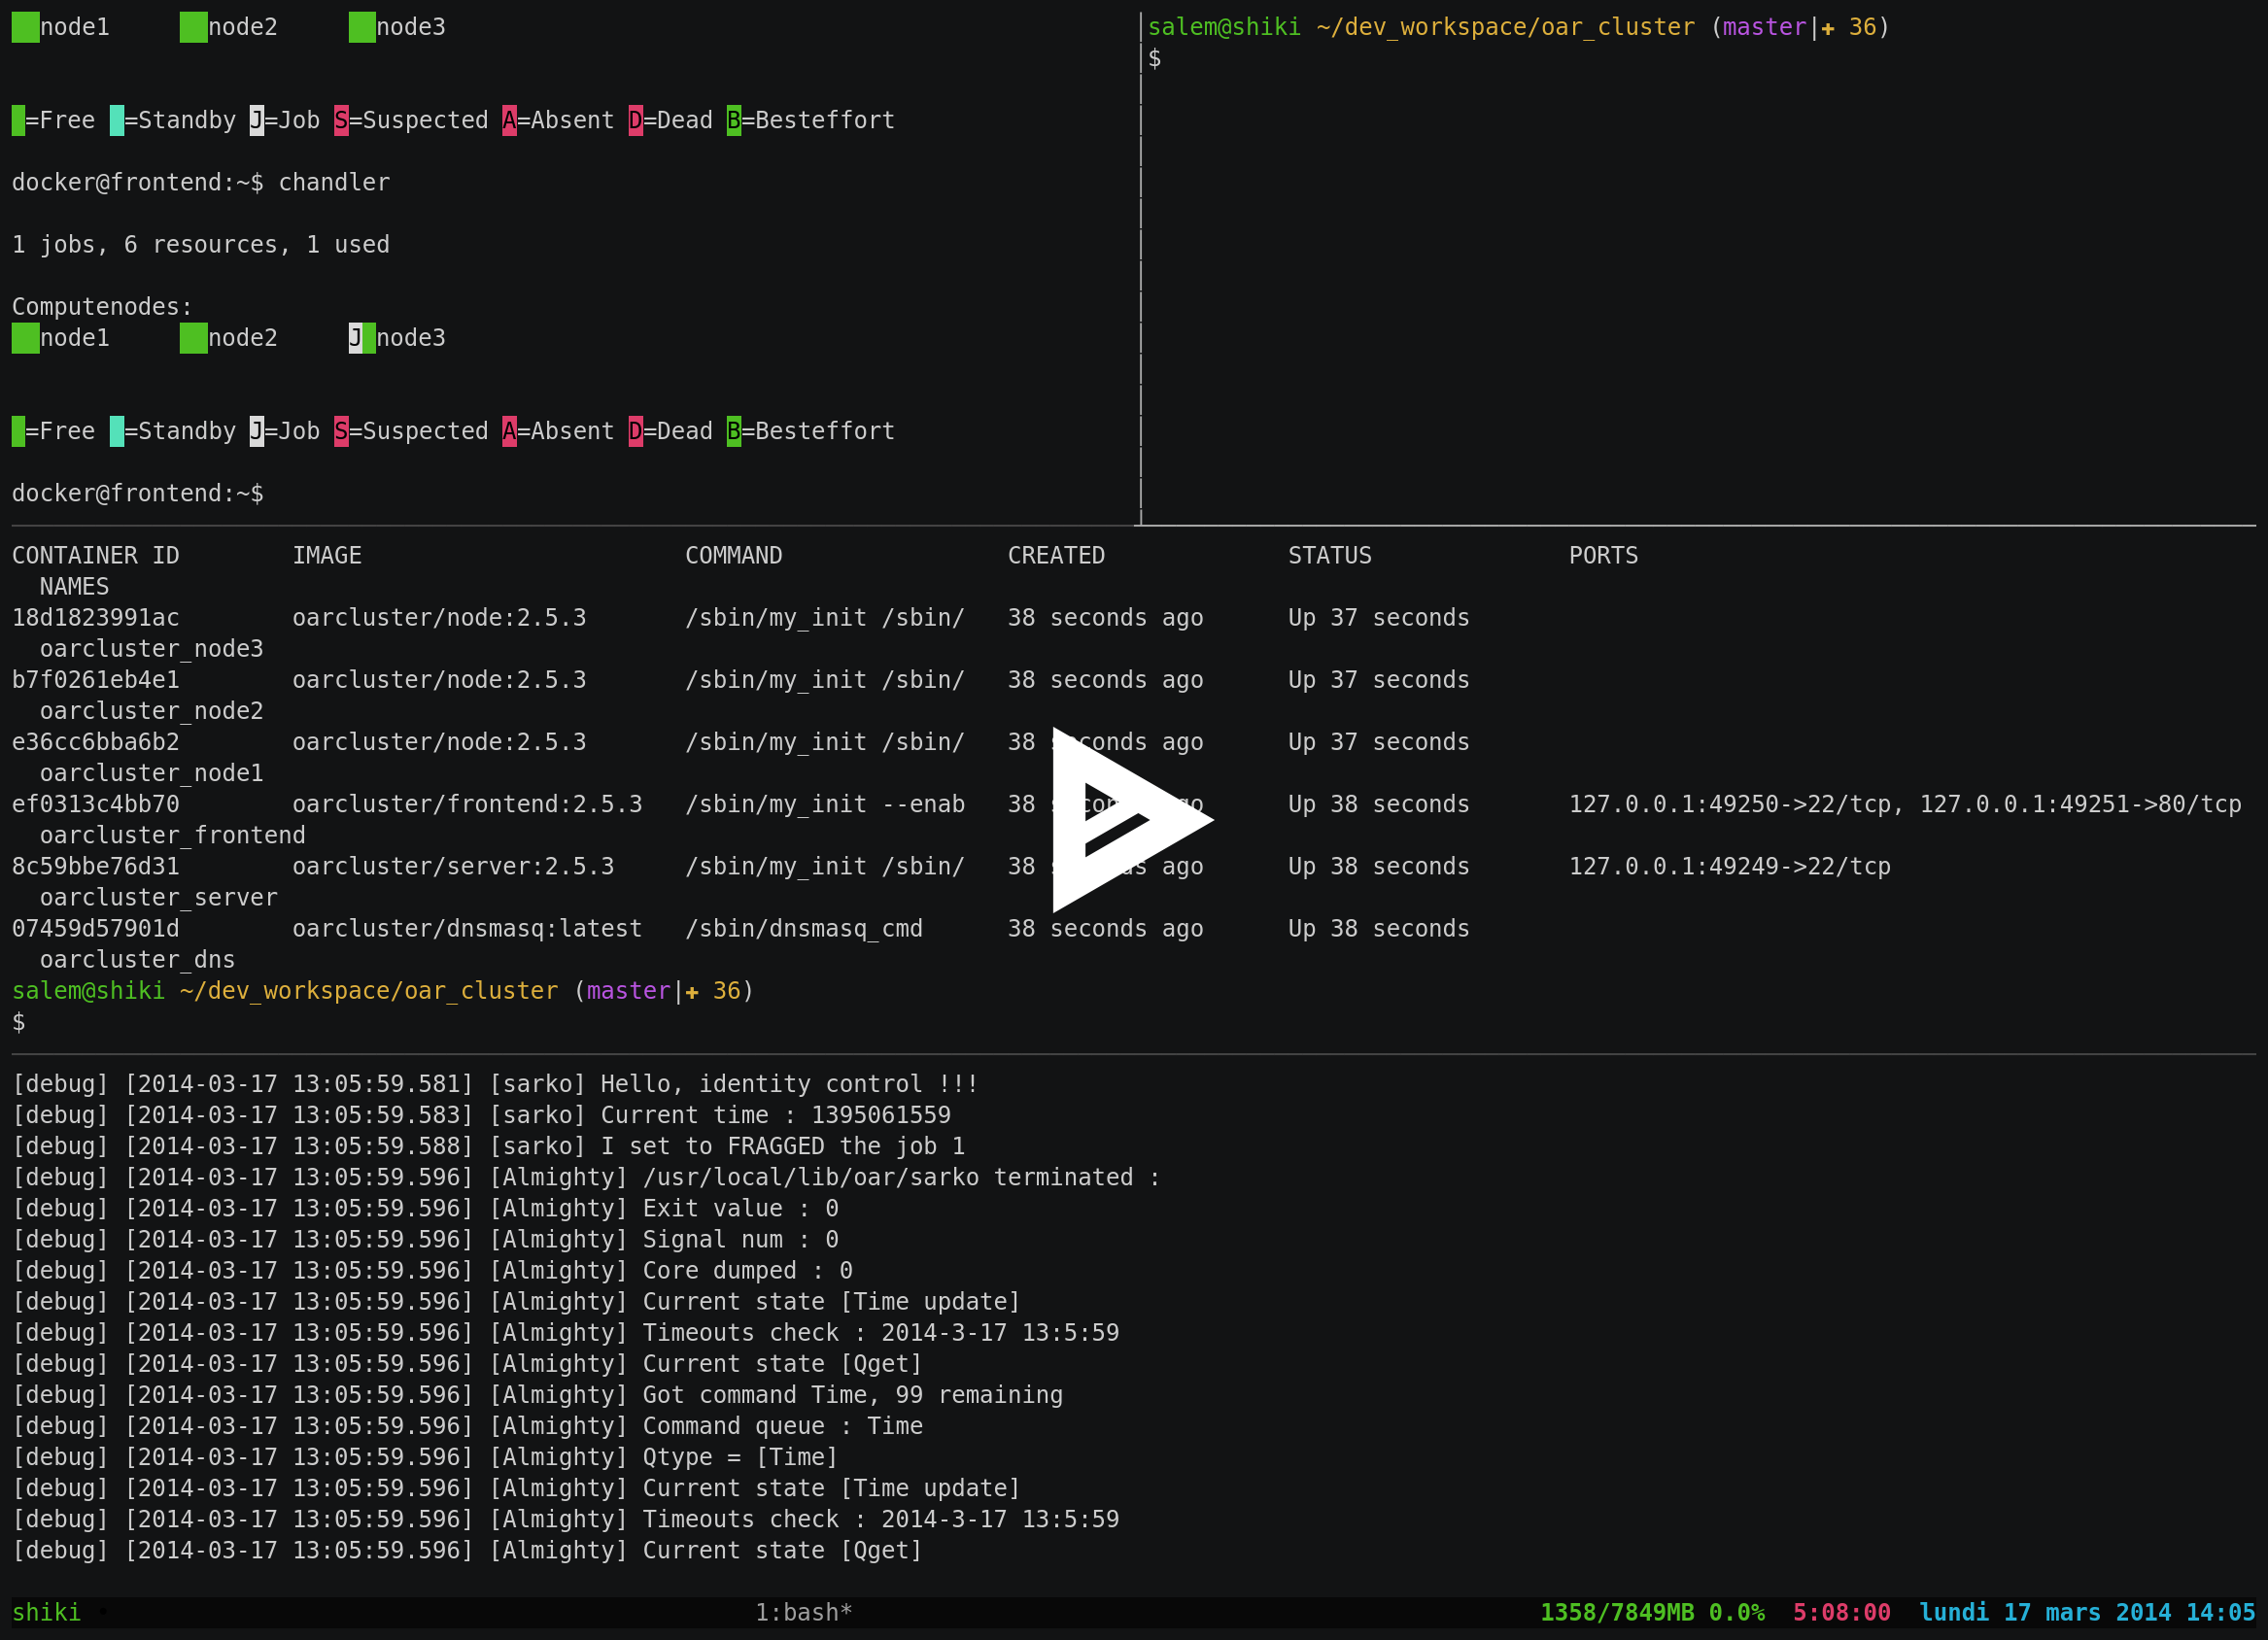 node1 node2 node3
=Free =Standby J=Job S=Suspected A=Absent D=Dead B=Besteffort
docker@frontend:~$ chandler
1 jobs, 6 resources, 1 used
Computenodes:
node1 node2 J node3
=Free =Standby J=Job S=Suspected A=Absent D=Dead B=Besteffort
docker@frontend:~$
salem@shiki ~/dev_workspace/oar_cluster (master|✚ 36)
$
CONTAINER ID IMAGE COMMAND CREATED STATUS PORTS
NAMES
18d1823991ac oarcluster/node:2.5.3 /sbin/my_init /sbin/ 38 seconds ago Up 37 seconds
oarcluster_node3
b7f0261eb4e1 oarcluster/node:2.5.3 /sbin/my_init /sbin/ 38 seconds ago Up 37 seconds
oarcluster_node2
e36cc6bba6b2 oarcluster/node:2.5.3 /sbin/my_init /sbin/ 38 seconds ago Up 37 seconds
oarcluster_node1
ef0313c4bb70 oarcluster/frontend:2.5.3 /sbin/my_init --enab 38 seconds ago Up 38 seconds 127.0.0.1:49250->22/tcp, 127.0.0.1:49251->80/tcp
oarcluster_frontend
8c59bbe76d31 oarcluster/server:2.5.3 /sbin/my_init /sbin/ 38 seconds ago Up 38 seconds 127.0.0.1:49249->22/tcp
oarcluster_server
07459d57901d oarcluster/dnsmasq:latest /sbin/dnsmasq_cmd 38 seconds ago Up 38 seconds
oarcluster_dns
salem@shiki ~/dev_workspace/oar_cluster (master|✚ 36)
$
[debug] [2014-03-17 13:05:59.581] [sarko] Hello, identity control !!!
[debug] [2014-03-17 13:05:59.583] [sarko] Current time : 1395061559
[debug] [2014-03-17 13:05:59.588] [sarko] I set to FRAGGED the job 1
[debug] [2014-03-17 13:05:59.596] [Almighty] /usr/local/lib/oar/sarko terminated :
[debug] [2014-03-17 13:05:59.596] [Almighty] Exit value : 0
[debug] [2014-03-17 13:05:59.596] [Almighty] Signal num : 0
[debug] [2014-03-17 13:05:59.596] [Almighty] Core dumped : 0
[debug] [2014-03-17 13:05:59.596] [Almighty] Current state [Time update]
[debug] [2014-03-17 13:05:59.596] [Almighty] Timeouts check : 2014-3-17 13:5:59
[debug] [2014-03-17 13:05:59.596] [Almighty] Current state [Qget]
[debug] [2014-03-17 13:05:59.596] [Almighty] Got command Time, 99 remaining
[debug] [2014-03-17 13:05:59.596] [Almighty] Command queue : Time
[debug] [2014-03-17 13:05:59.596] [Almighty] Qtype = [Time]
[debug] [2014-03-17 13:05:59.596] [Almighty] Current state [Time update]
[debug] [2014-03-17 13:05:59.596] [Almighty] Timeouts check : 2014-3-17 13:5:59
[debug] [2014-03-17 13:05:59.596] [Almighty] Current state [Qget]
shiki 1:bash* 1358/7849MB 0.0% 5:08:00 lundi 17 mars 2014 14:05